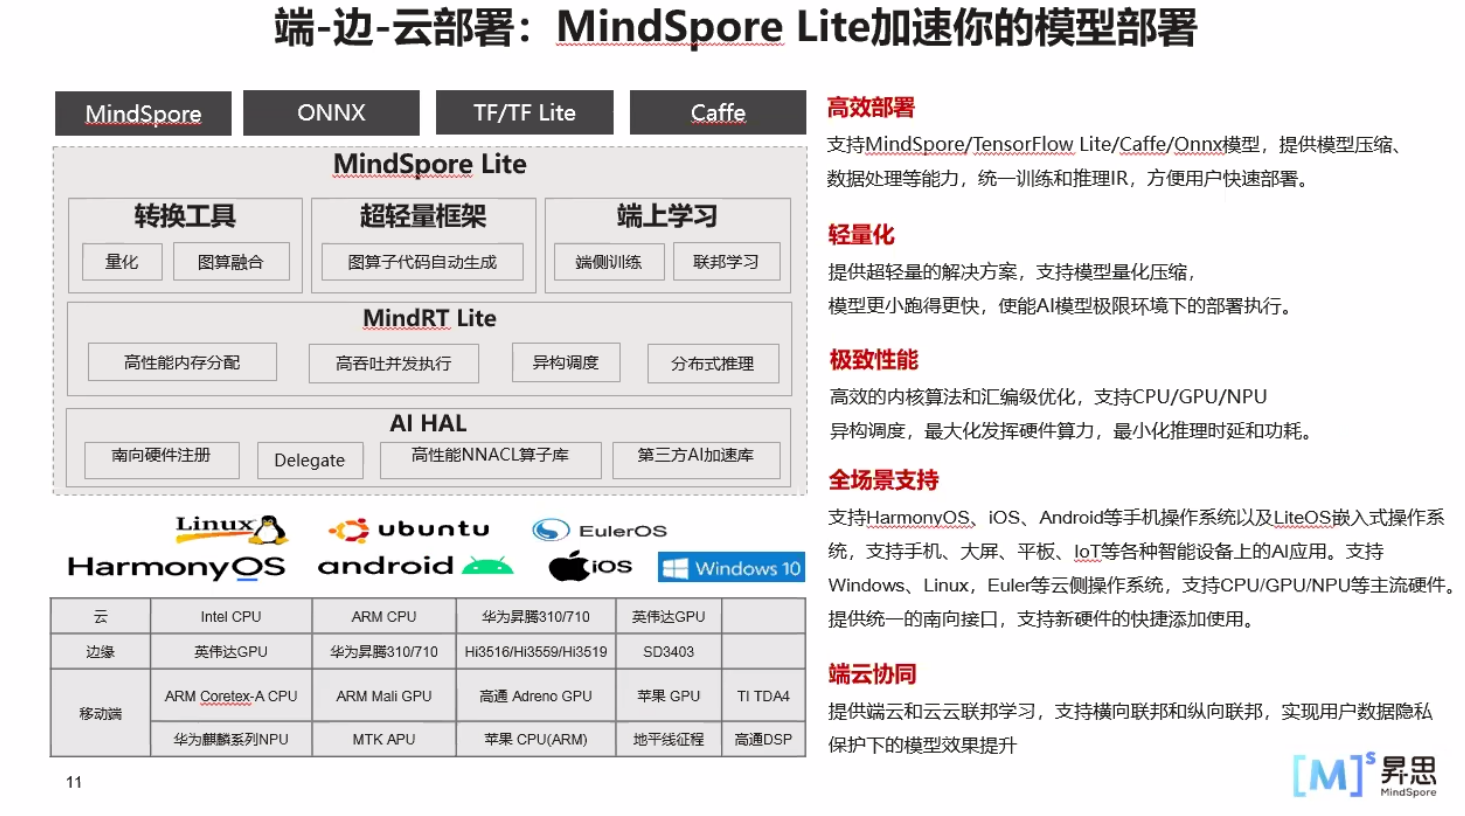 端-边-云部署：MindSpore Lite加速你的模型部署
MindSpore
ONNX
TF/TF Lite
Caffe
MindSpore Lite
转换工具
量化
图算融合
超轻量框架
图算子代码自动生成
端上学习
端侧训练
联邦学习
MindRT Lite
高性能内存分配
高吞吐并发执行
异构调度
分布式推理
AI HAL
南向硬件注册
Delegate
高性能NNACL算子库
第三方AI加速库
Linux
ubuntu
EulerOS
HarmonyOS
android
iOS
Windows 10
云 Intel CPU ARM CPU 华为昇腾310/710 英伟达GPU
边缘 英伟达GPU 华为昇腾310/710 Hi3516/Hi3559/Hi3519 SD3403
移动端
ARM Coretex-A CPU ARM Mali GPU 高通 Adreno GPU 苹果 GPU TI TDA4
华为麒麟系列NPU MTK APU 苹果 CPU(ARM) 地平线征程 高通DSP
高效部署
支持MindSpore/TensorFlow Lite/Caffe/Onnx模型，提供模型压缩、
数据处理等能力，统一训练和推理IR，方便用户快速部署。
轻量化
提供超轻量的解决方案，支持模型量化压缩，
模型更小跑得更快，使能AI模型极限环境下的部署执行。
极致性能
高效的内核算法和汇编级优化，支持CPU/GPU/NPU
异构调度，最大化发挥硬件算力，最小化推理时延和功耗。
全场景支持
支持HarmonyOS、iOS、Android等手机操作系统以及LiteOS嵌入式操作系
统，支持手机、大屏、平板、IoT等各种智能设备上的AI应用。支持
Windows、Linux，Euler等云侧操作系统，支持CPU/GPU/NPU等主流硬件。
提供统一的南向接口，支持新硬件的快捷添加使用。
端云协同
提供端云和云云联邦学习，支持横向联邦和纵向联邦，实现用户数据隐私
保护下的模型效果提升
11
[M]s 昇思
MindSpore